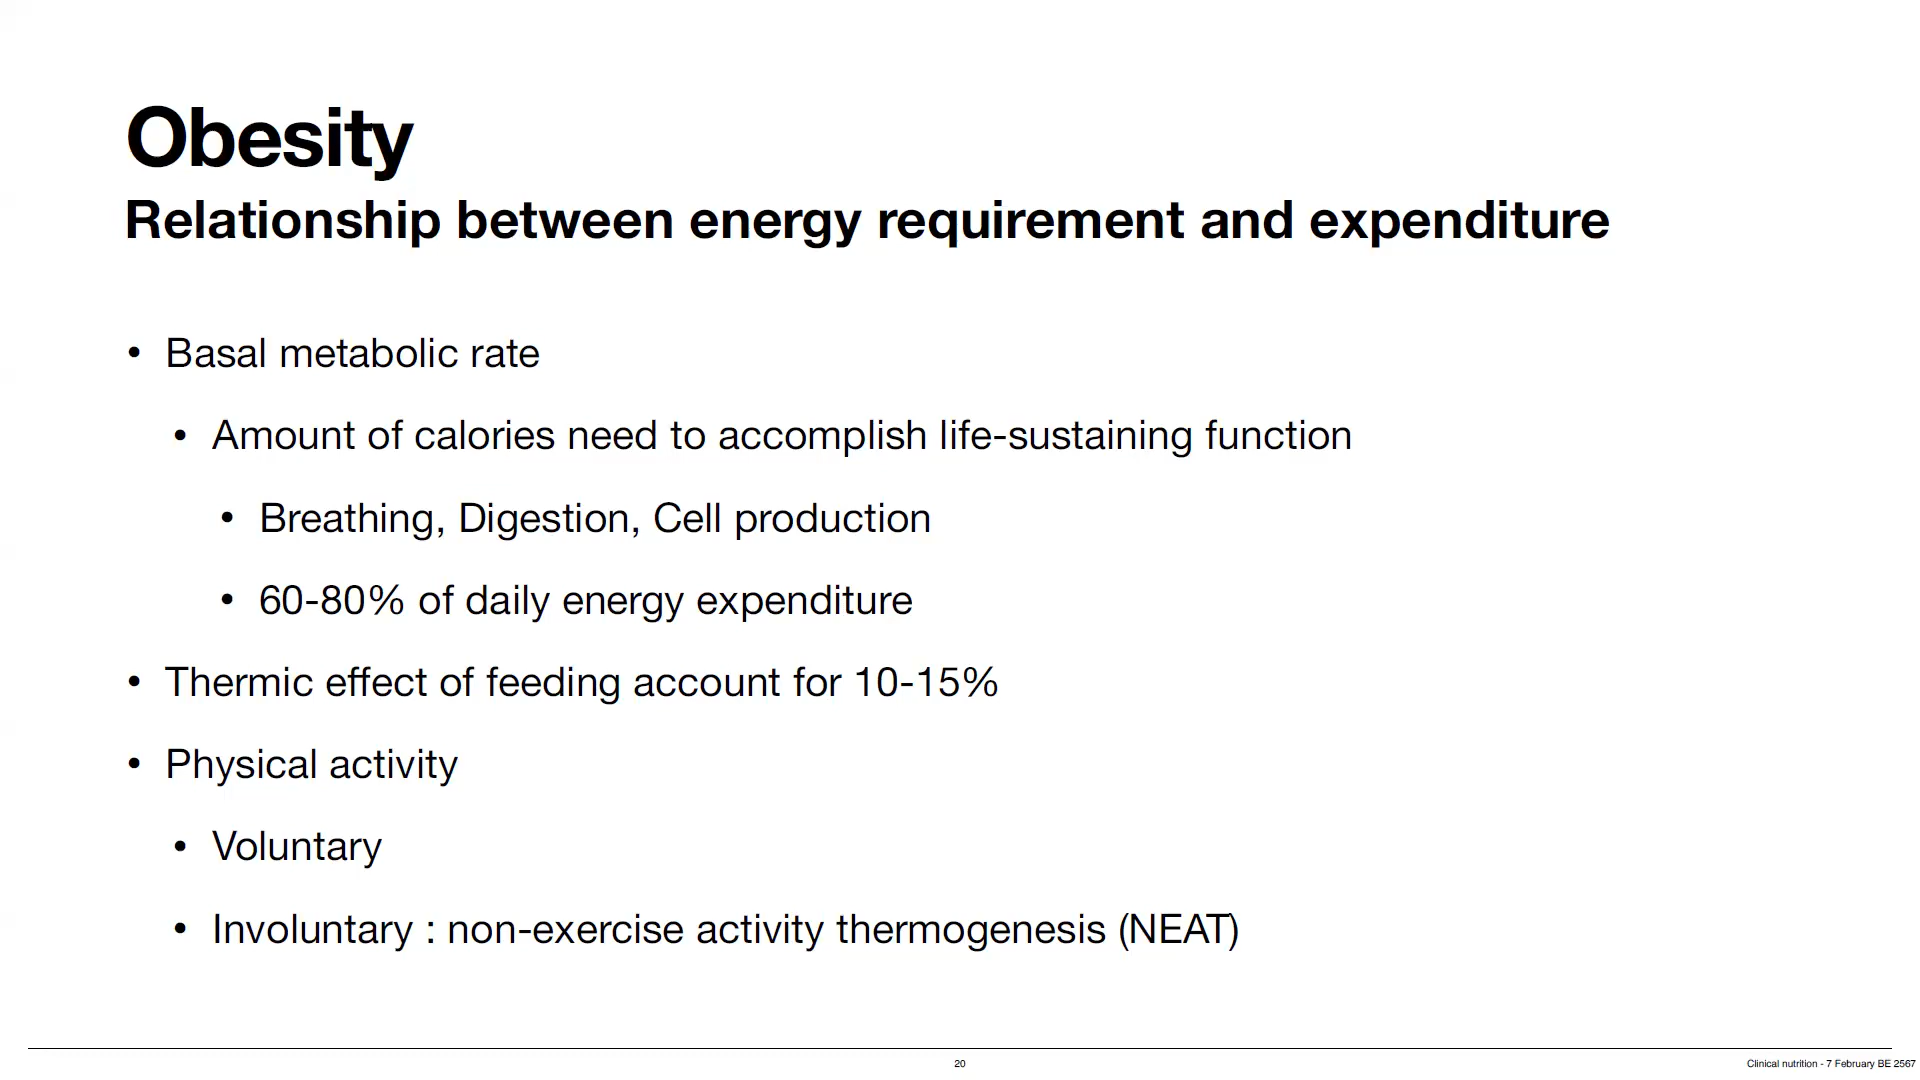 Obesity
Relationship between energy requirement and expenditure
• Basal metabolic rate
• Amount of calories need to accomplish life-sustaining function
• Breathing, Digestion, Cell production
• 60-80% of daily energy expenditure
• Thermic effect of feeding account for 10-15%
• Physical activity
• Voluntary
• Involuntary : non-exercise activity thermogenesis (NEAT)
20
Clinical nutrition - 7 February BE 2567